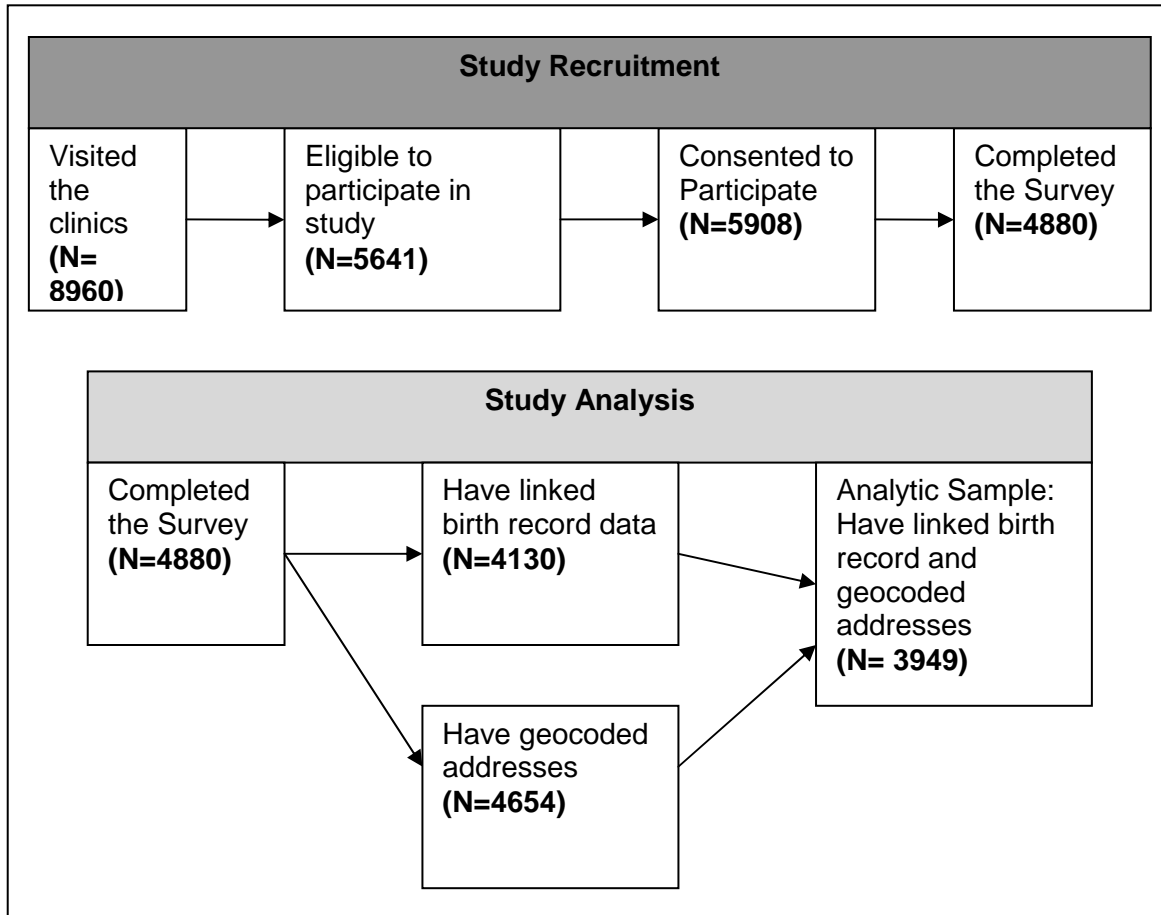 Study Recruitment
Visited
the
clinics
(N=
8960)
Eligible to
participate in
study
(N=5641)
Consented to
Participate
(N=5908)
Completed
the Survey
(N=4880)
Study Analysis
Completed
the Survey
(N=4880)
Have linked
birth record data
(N=4130)
Have geocoded
addresses
(N=4654)
Analytic Sample:
Have linked birth
record and
geocoded
addresses
(N= 3949)